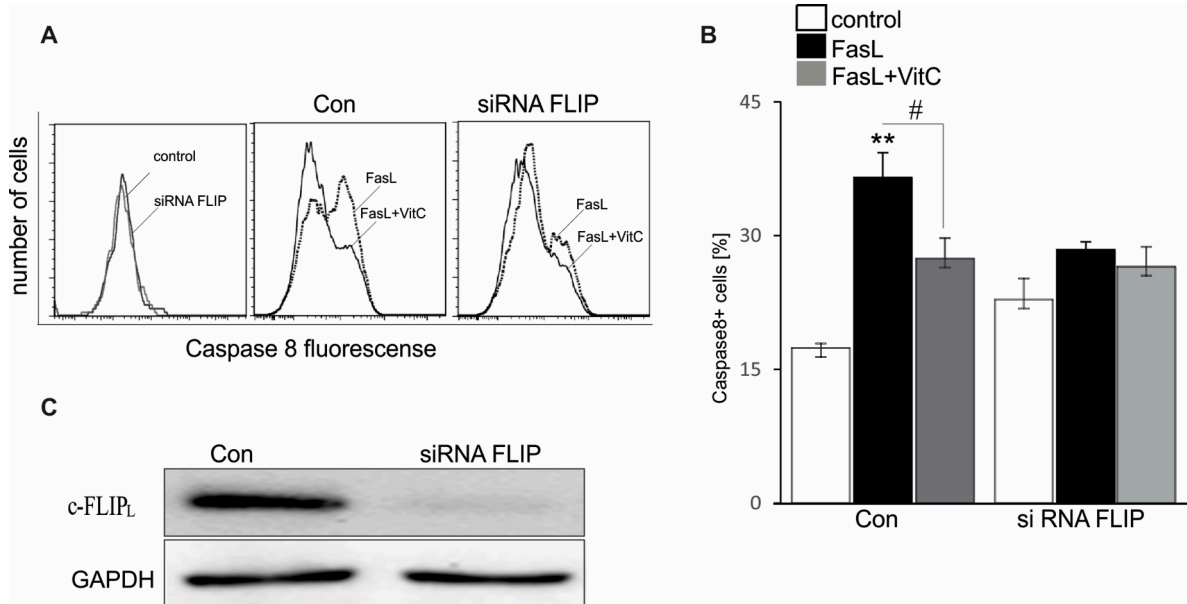 A
Con
siRNA FLIP
control
siRNA FLIP
FasL
FasL+VitC
FasL
FasL+VitC
number of cells
Caspase 8 fluorescense
B
control
FasL
FasL+VitC
45
30
15
0
Caspase8+ cells [%]
**
#
Con
si RNA FLIP
C
Con
siRNA FLIP
c-FLIPL
GAPDH